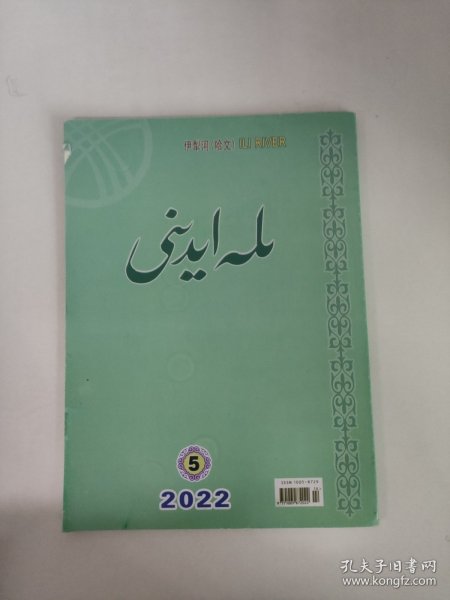 伊犁河(哈文) ILI RIVER
ىلە ايدىنى
5
2022
孔夫子旧书网
www.kongfz.com